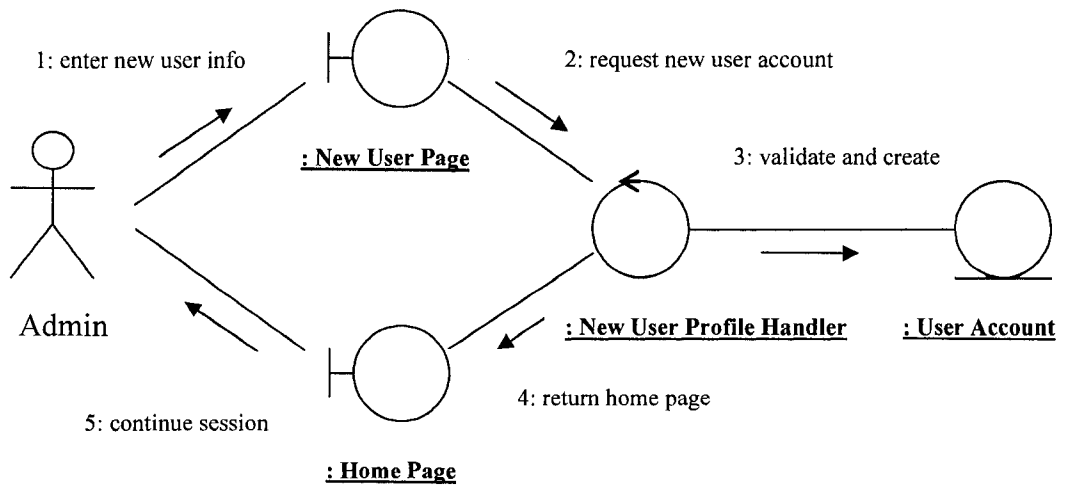 1: enter new user info
2: request new user account
: New User Page
3: validate and create
Admin
: New User Profile Handler
: User Account
4: return home page
5: continue session
: Home Page